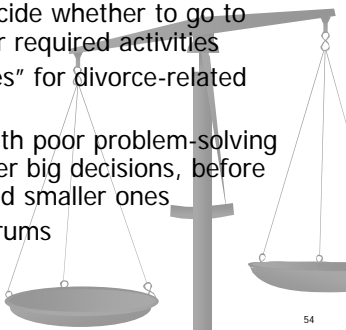 cide whether to go to
r required activities
es” for divorce-related
th poor problem-solving
er big decisions, before
d smaller ones
rums
54